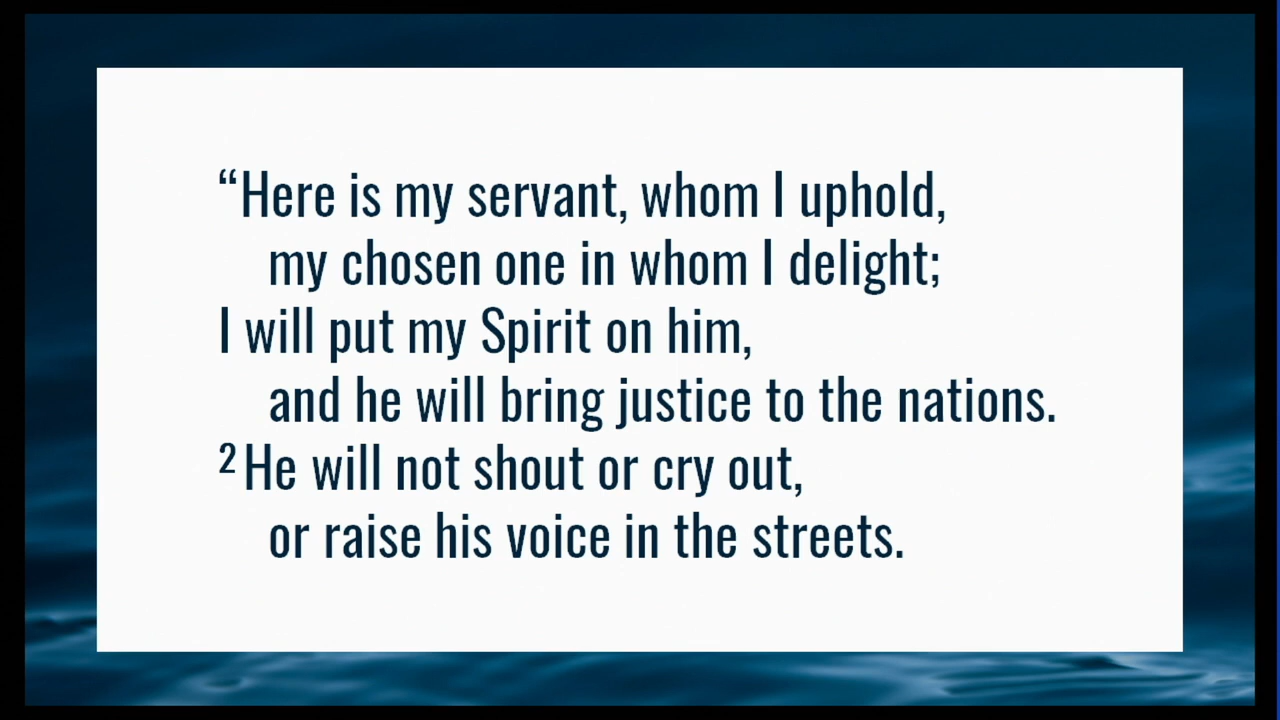 “Here is my servant, whom I uphold,
my chosen one in whom I delight;
I will put my Spirit on him,
and he will bring justice to the nations.
2 He will not shout or cry out,
or raise his voice in the streets.